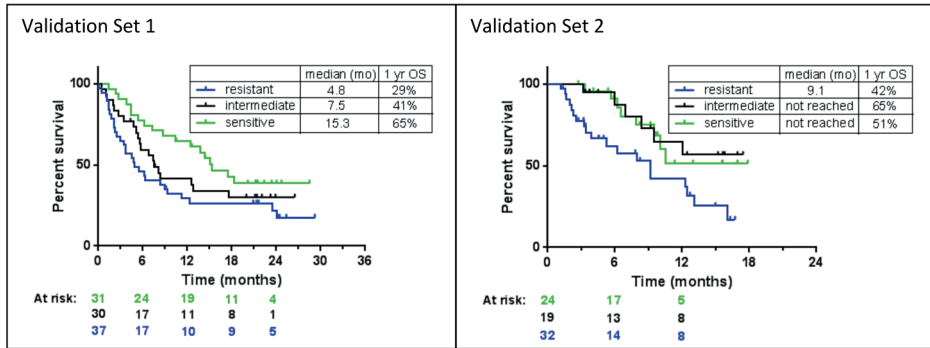 Validation Set 1
median (mo) 1 yr OS
resistant 4.8 29%
intermediate 7.5 41%
sensitive 15.3 65%
Percent survival
100
50
0
0 6 12 18 24 30 36
Time (months)
At risk: 31 24 19 11 4
30 17 11 8 1
37 17 10 9 5
Validation Set 2
median (mo) 1 yr OS
resistant 9.1 42%
intermediate not reached 65%
sensitive not reached 51%
Percent survival
100
50
0
0 6 12 18 24
Time (months)
At risk: 24 17 5
19 13 8
32 14 8